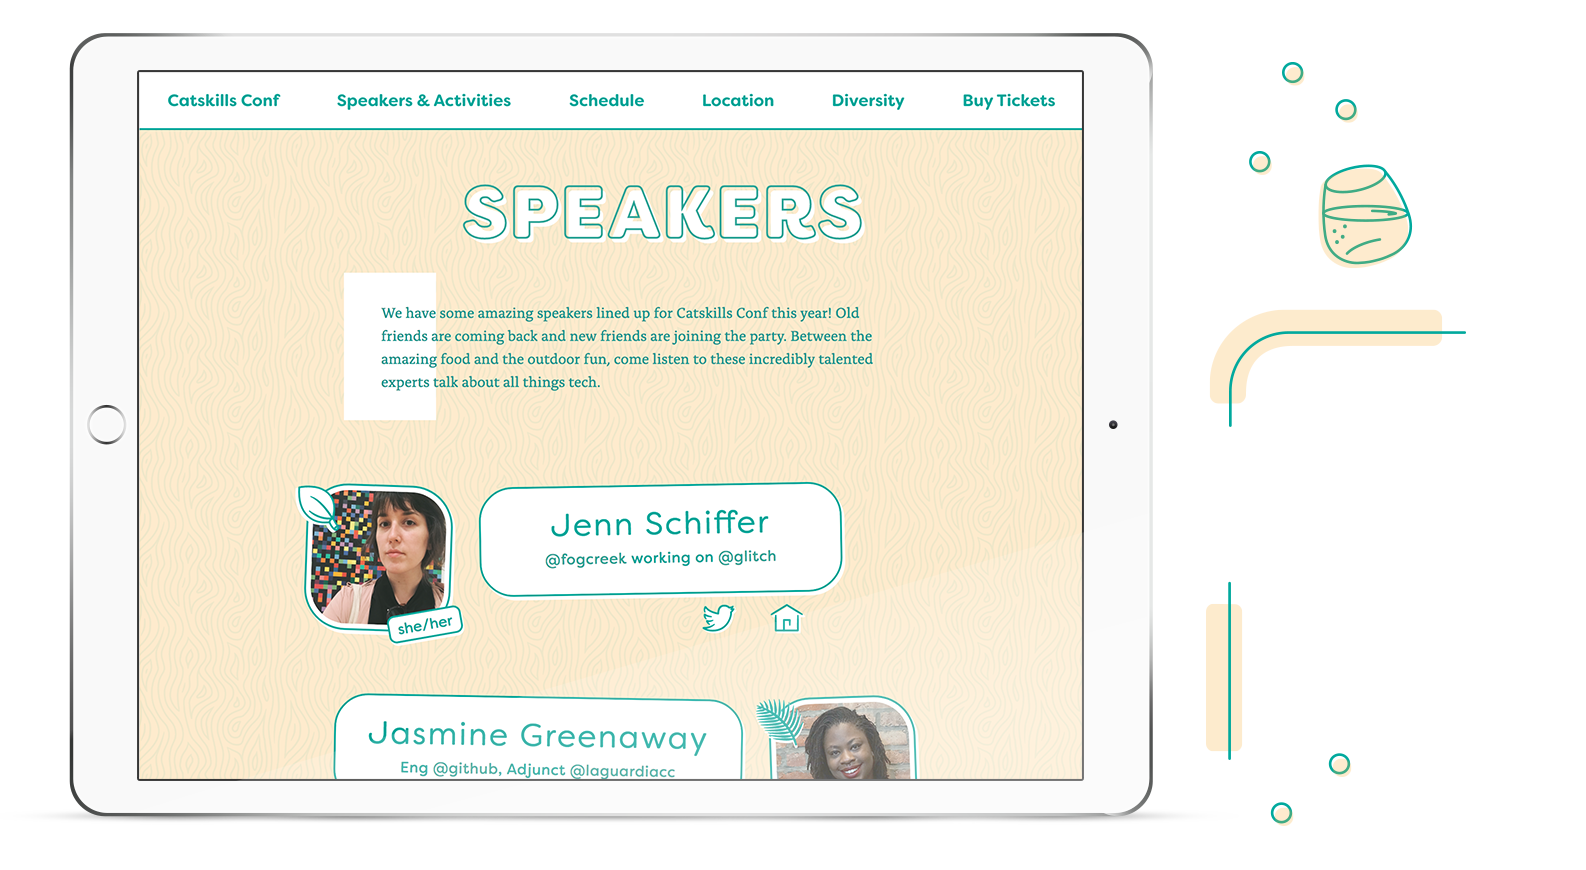 Catskills Conf Speakers & Activities Schedule Location Diversity Buy Tickets
SPEAKERS
We have some amazing speakers lined up for Catskills Conf this year! Old
friends are coming back and new friends are joining the party. Between the
amazing food and the outdoor fun, come listen to these incredibly talented
experts talk about all things tech.
Jenn Schiffer
@fogcreek working on @glitch
she/her
Jasmine Greenaway
Eng @github, Adjunct @laguardiacc